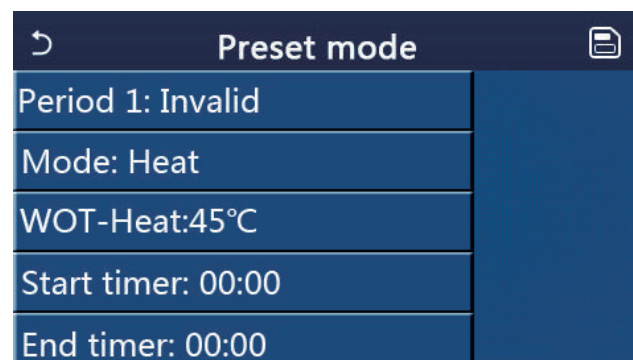 Preset mode
Period 1: Invalid
Mode: Heat
WOT-Heat:45℃
Start timer: 00:00
End timer: 00:00